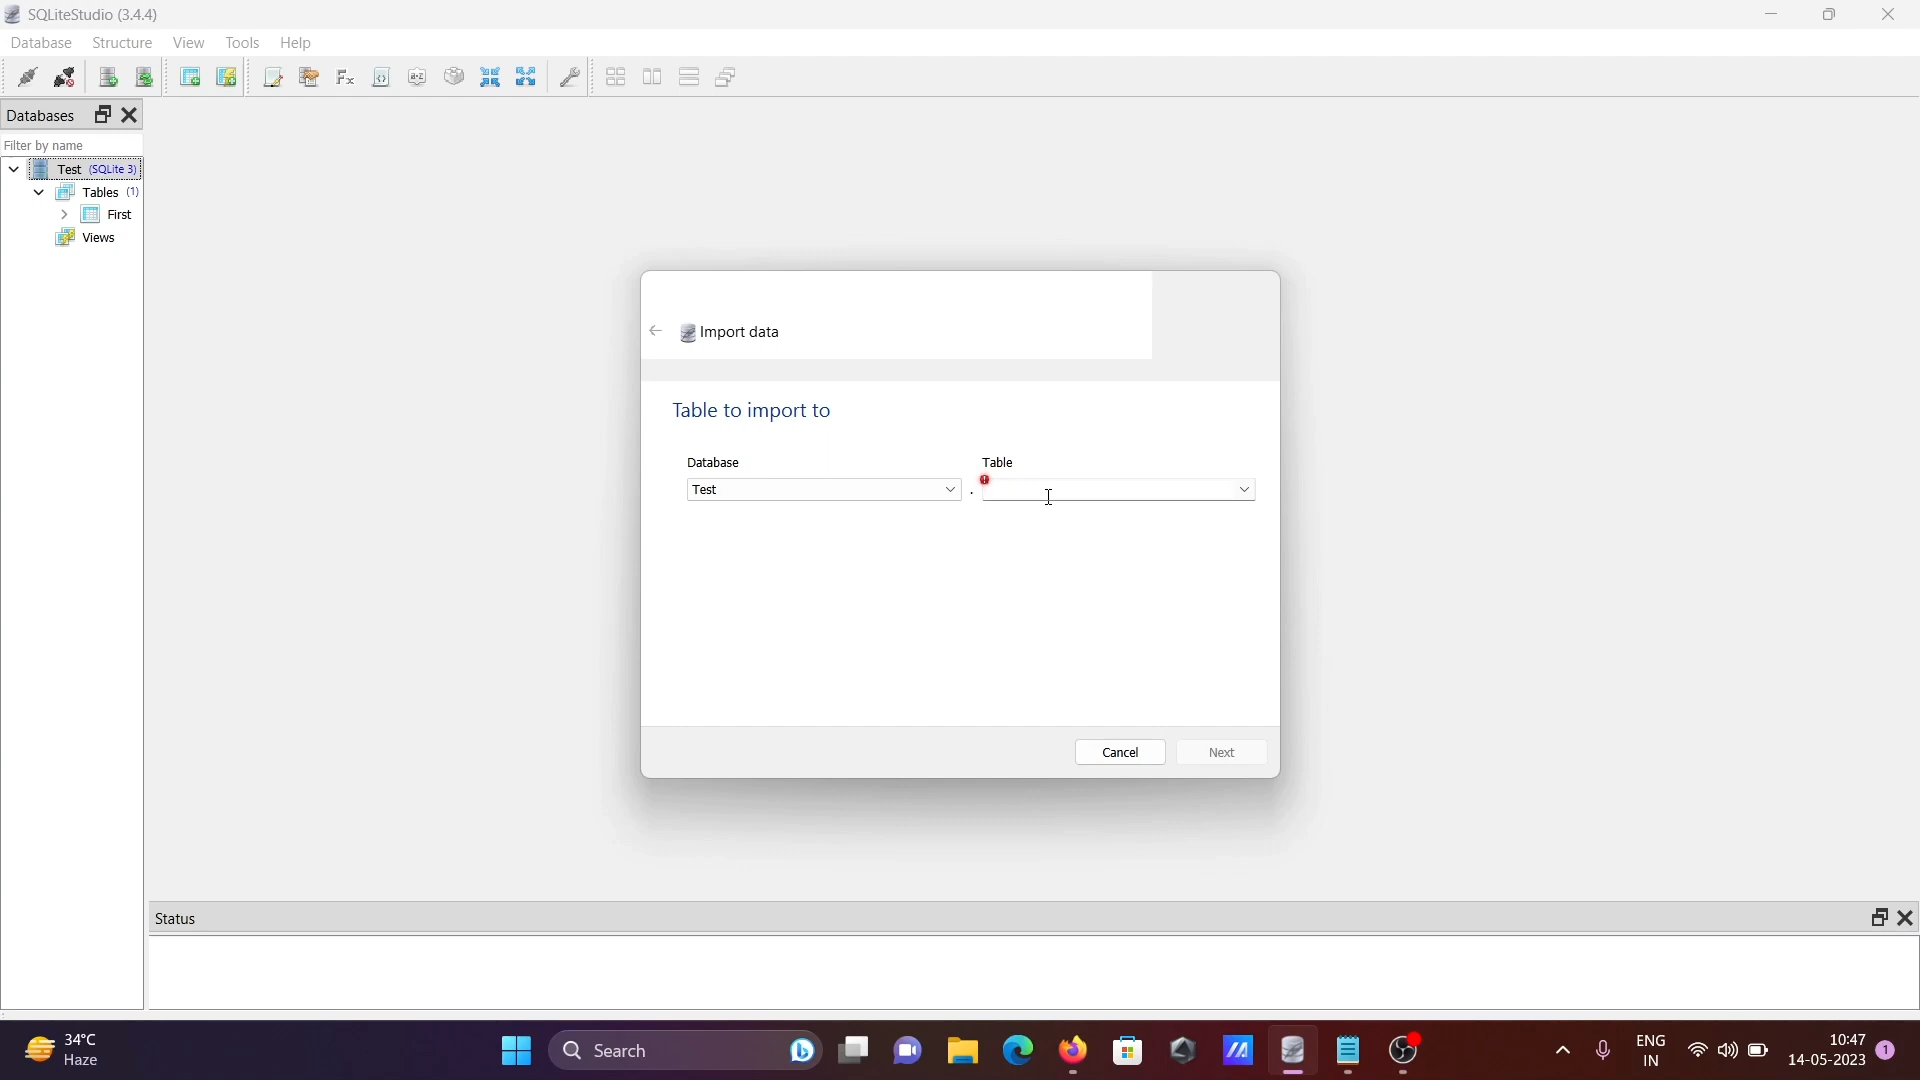 SQLiteStudio (3.4.4)
Database Structure View Tools Help
Databases
Filter by name
Test (SQLite 3)
Tables (1)
First
Views
Import data
Table to import to
Database Table
Test .
Cancel Next
Status
34°C
Haze
Search
ENG
IN
10:47
14-05-2023
1